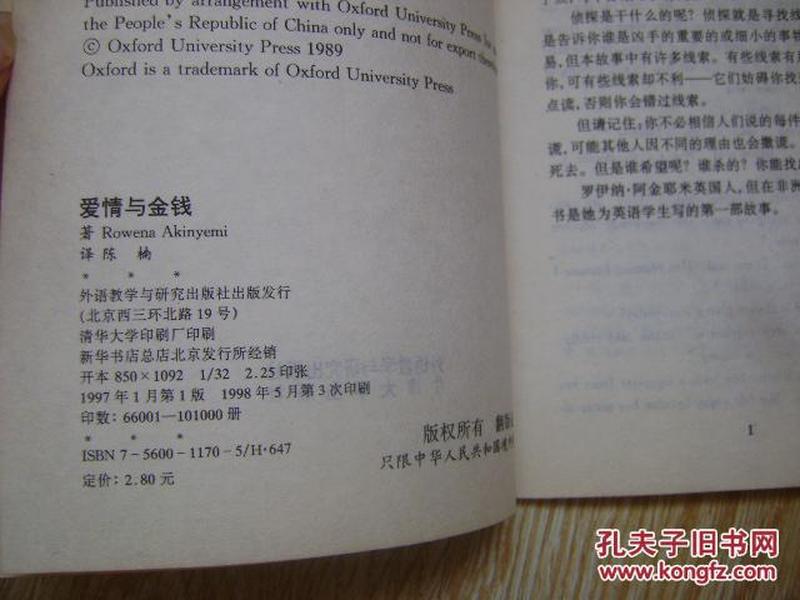 Published by arrangement with Oxford University Press for
the People's Republic of China only and not for export
© Oxford University Press 1989
Oxford is a trademark of Oxford University Press
爱情与金钱
著 Rowena Akinyemi
译 陈 楠
* * *
外语教学与研究出版社出版发行
(北京西三环北路 19 号)
清华大学印刷厂印刷
新华书店总店北京发行所经销
开本 850×1092 1/32 2.25 印张
1997 年 1 月第 1 版 1998 年 5 月第 3 次印刷
印数: 66001—101000 册
* * *
ISBN 7-5600-1170-5/H·647
定价: 2.80 元
版权所有 翻
只限中华人民共和国境
侦探是干什么的呢？侦探就是寻找线
是告诉你谁是凶手的重要的或细小的事物
易，但本故事中有许多线索。有些线索有
你，可有些线索却不利——它们妨碍你找
点谎，否则你会错过线索。
但请记住：你不必相信人们说的每件
谎，可能其他人因不同的理由也会撒谎。
死去。但是谁希望呢？谁杀的？你能找
罗伊纳·阿金耶米英国人，但在非洲
书是她为英语学生写的第一部故事。
1
孔夫子旧书网
www.kongfz.com